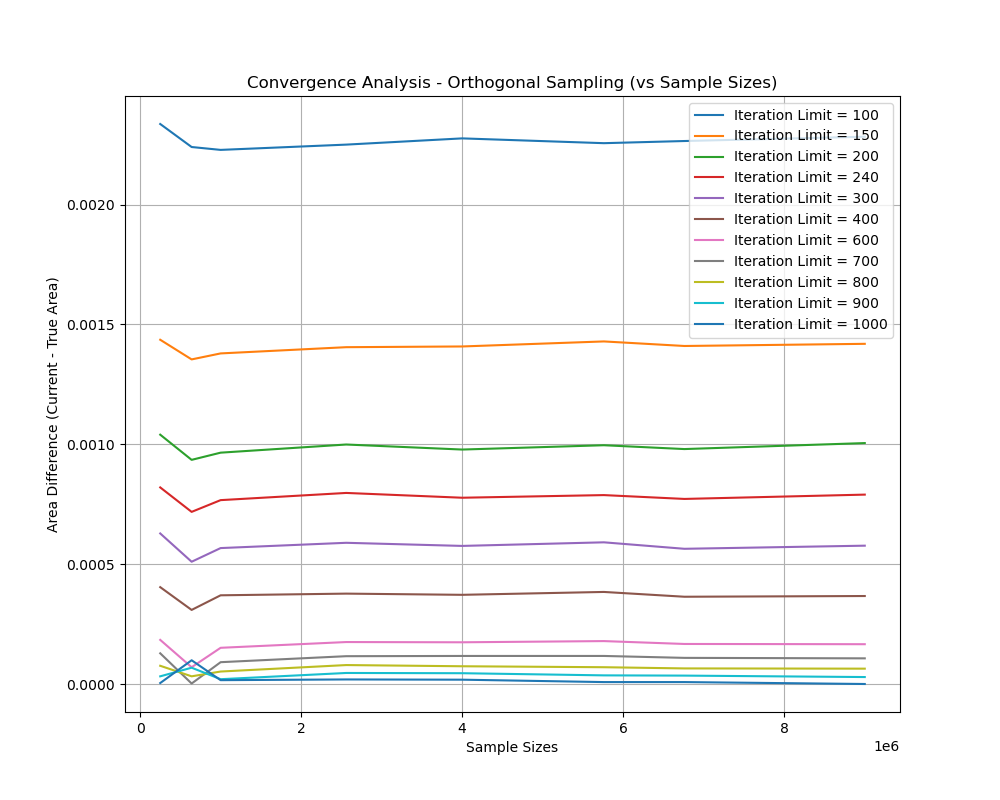 Convergence Analysis - Orthogonal Sampling (vs Sample Sizes)
Iteration Limit = 100
Iteration Limit = 150
Iteration Limit = 200
Iteration Limit = 240
Iteration Limit = 300
Iteration Limit = 400
Iteration Limit = 600
Iteration Limit = 700
Iteration Limit = 800
Iteration Limit = 900
Iteration Limit = 1000
Area Difference (Current - True Area)
0.0020
0.0015
0.0010
0.0005
0.0000
0 2 4 6 8
1e6
Sample Sizes